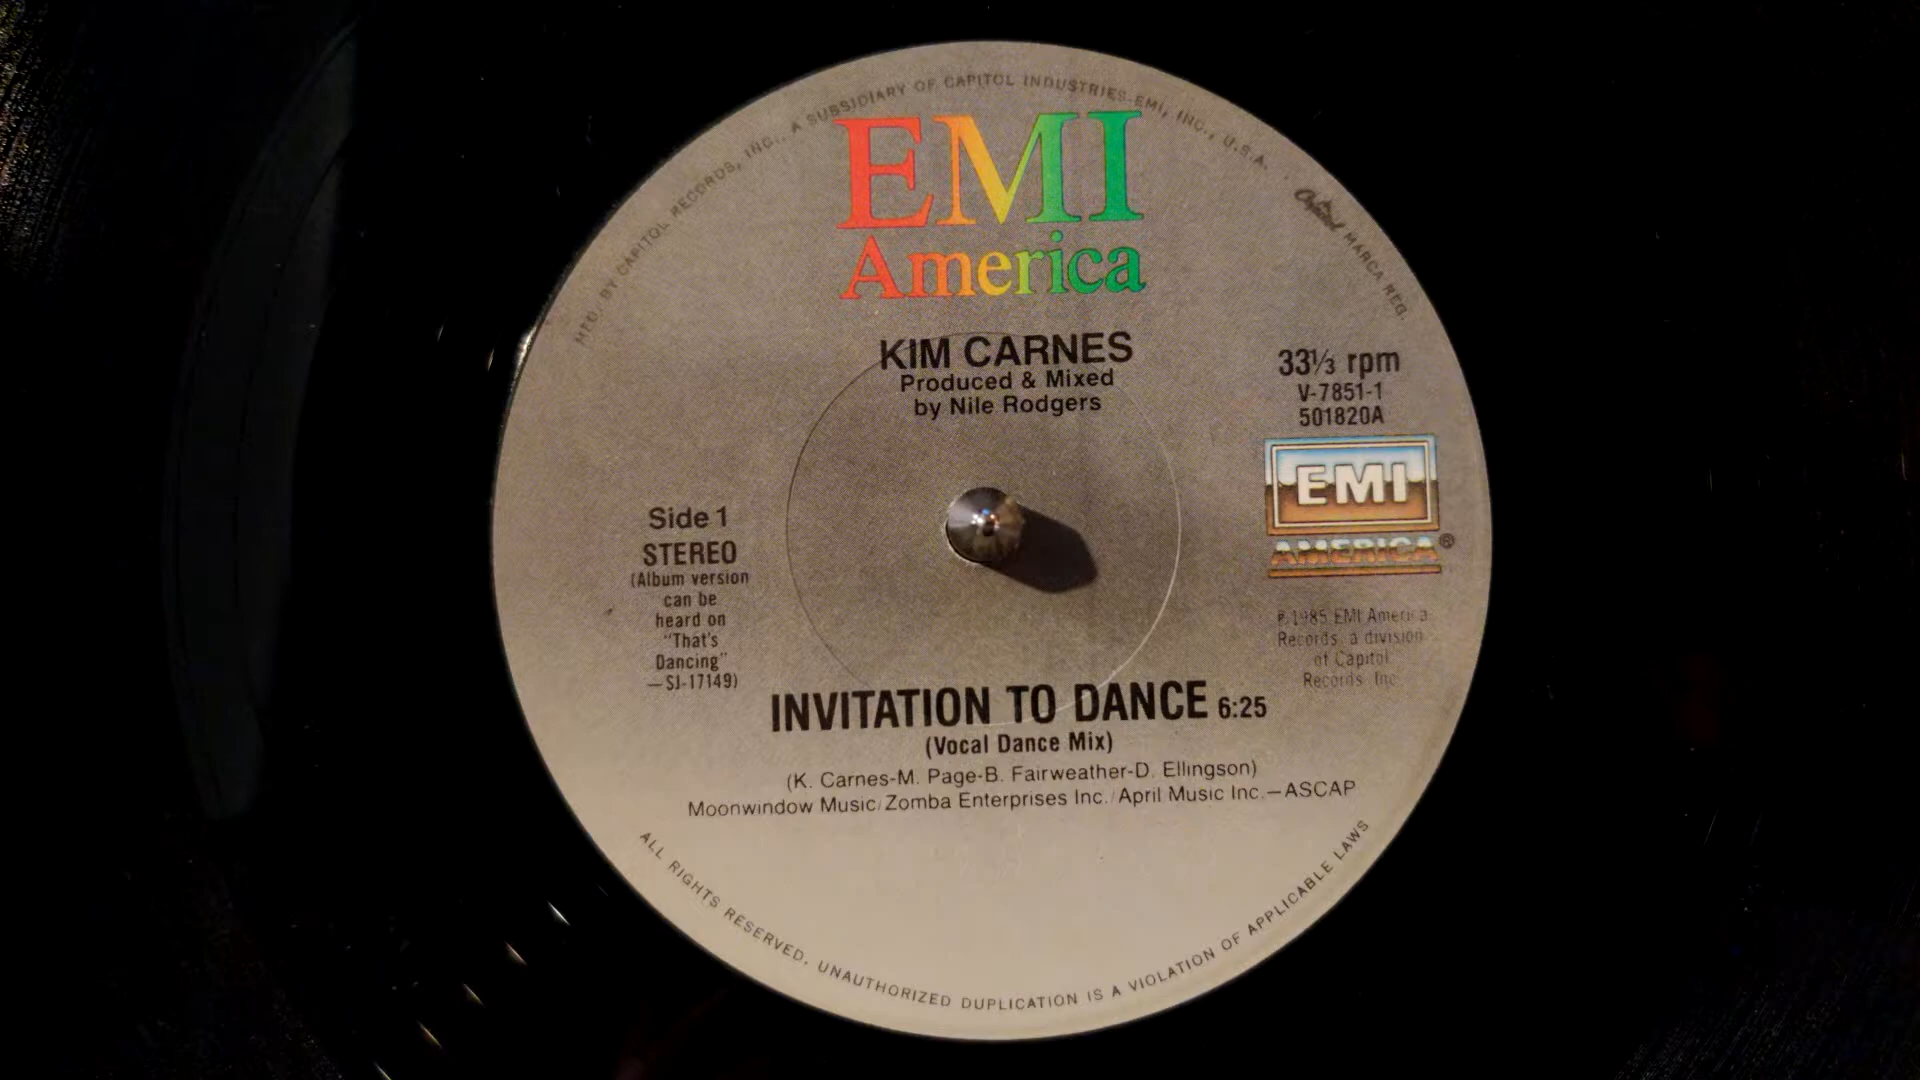 MFD. BY CAPITOL RECORDS, INC., A SUBSIDIARY OF CAPITOL INDUSTRIES-EMI, INC., U.S.A.
Capitol MARCA REG.
EMI
America
KIM CARNES
Produced & Mixed
by Nile Rodgers
33⅓ rpm
V-7851-1
501820A
EMI
AMERICA®
Side 1
STEREO
(Album version
can be
heard on
"That's
Dancing"
—SJ-17149)
℗ 1985 EMI America
Records, a division
of Capitol
Records, Inc.
INVITATION TO DANCE 6:25
(Vocal Dance Mix)
(K. Carnes-M. Page-B. Fairweather-D. Ellingson)
Moonwindow Music/Zomba Enterprises Inc./April Music Inc.—ASCAP
ALL RIGHTS RESERVED. UNAUTHORIZED DUPLICATION IS A VIOLATION OF APPLICABLE LAWS